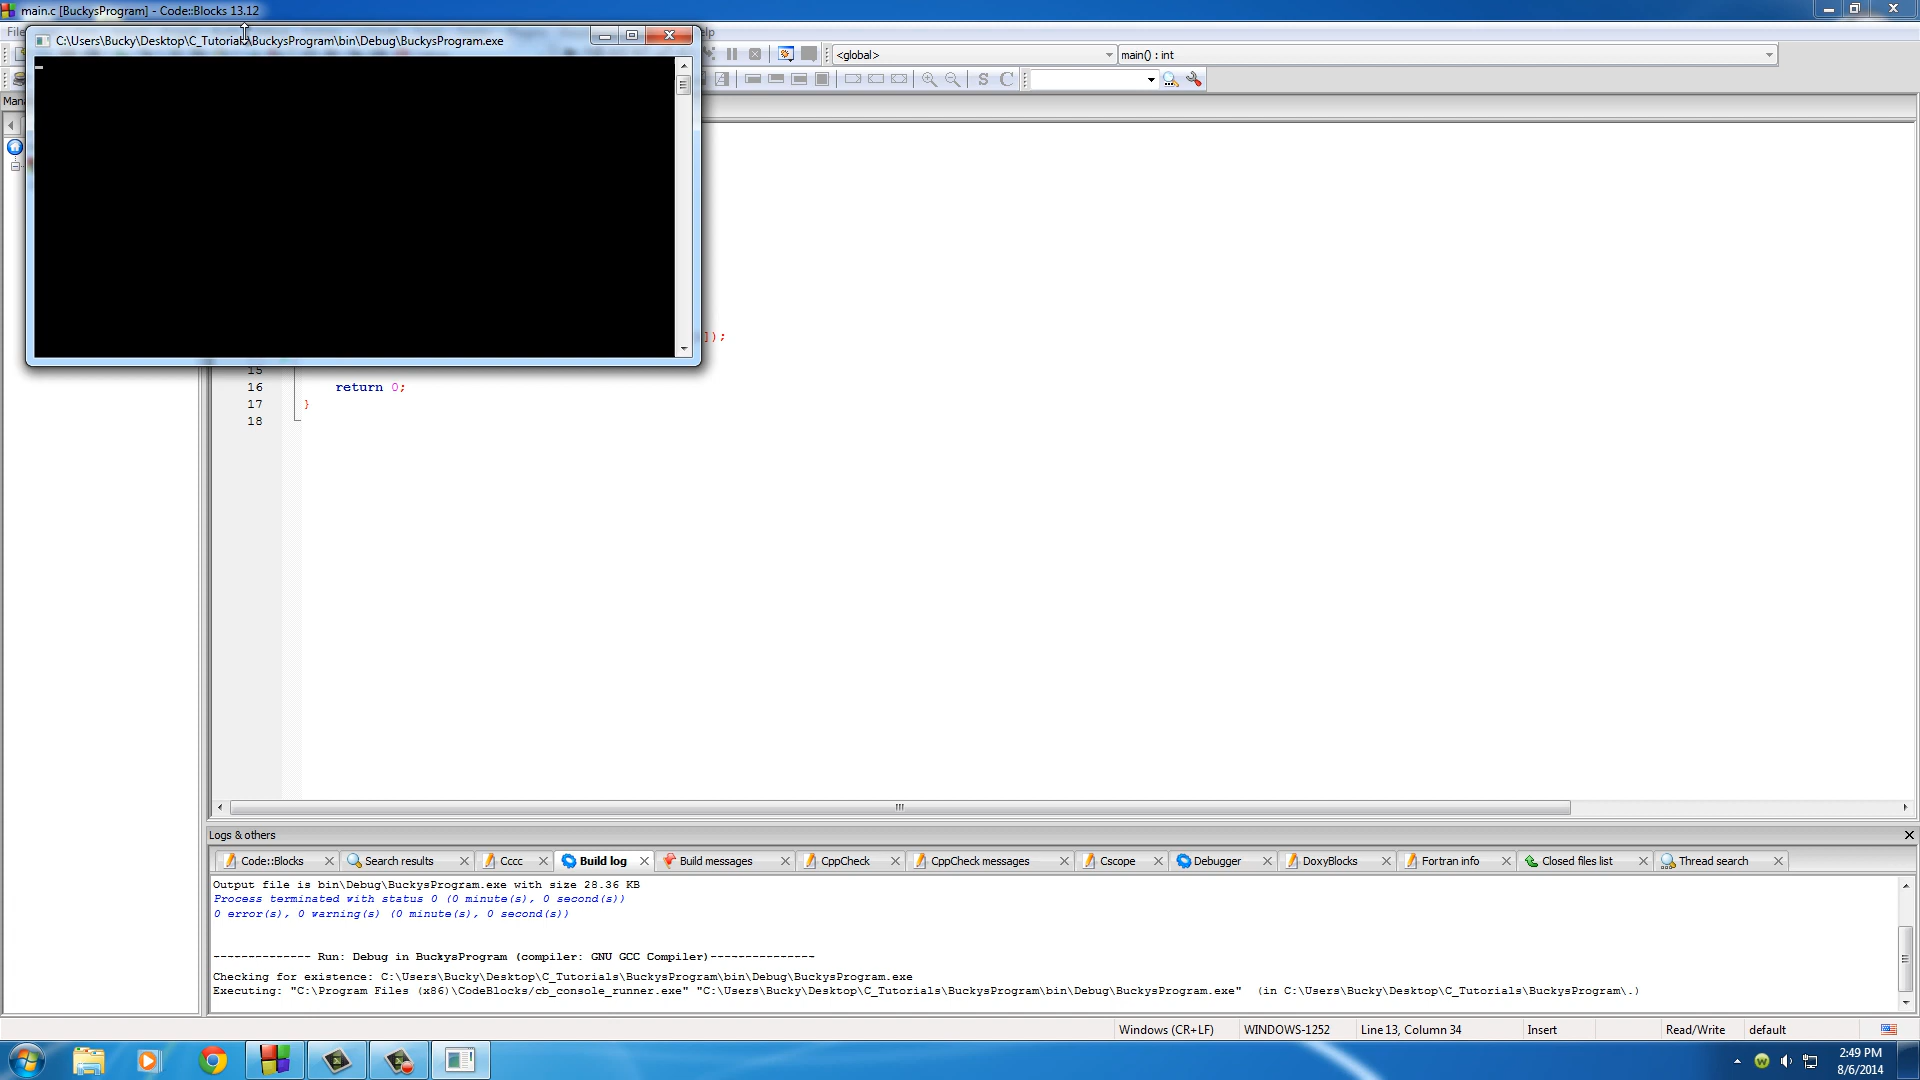 main.c [BuckysProgram] - Code::Blocks 13.12
C:\Users\Bucky\Desktop\C_Tutorials\BuckysProgram\bin\Debug\BuckysProgram.exe
<global>
main() : int
S C
]);
15
16 return 0;
17 }
18
Logs & others
Code::Blocks Search results Cccc Build log Build messages CppCheck CppCheck messages Cscope Debugger DoxyBlocks Fortran info Closed files list Thread search
Output file is bin\Debug\BuckysProgram.exe with size 28.36 KB
Process terminated with status 0 (0 minute(s), 0 second(s))
0 error(s), 0 warning(s) (0 minute(s), 0 second(s))
-------------- Run: Debug in BuckysProgram (compiler: GNU GCC Compiler)---------------
Checking for existence: C:\Users\Bucky\Desktop\C_Tutorials\BuckysProgram\bin\Debug\BuckysProgram.exe
Executing: "C:\Program Files (x86)\CodeBlocks/cb_console_runner.exe" "C:\Users\Bucky\Desktop\C_Tutorials\BuckysProgram\bin\Debug\BuckysProgram.exe" (in C:\Users\Bucky\Desktop\C_Tutorials\BuckysProgram\.)
Windows (CR+LF) WINDOWS-1252 Line 13, Column 34 Insert Read/Write default
2:49 PM
8/6/2014